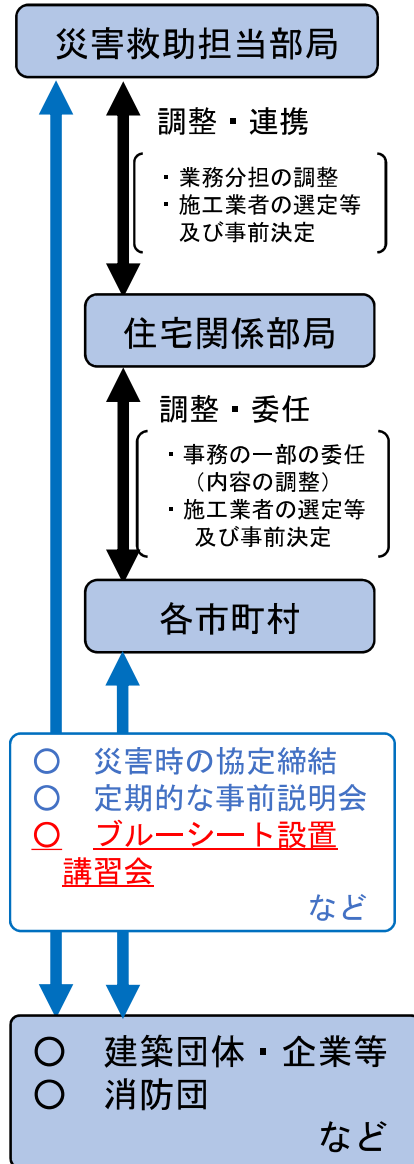 災害救助担当部局
調整・連携
・業務分担の調整
・施工業者の選定等
及び事前決定
住宅関係部局
調整・委任
・事務の一部の委任
（内容の調整）
・施工業者の選定等
及び事前決定
各市町村
○ 災害時の協定締結
○ 定期的な事前説明会
○ ブルーシート設置
講習会
など
○ 建築団体・企業等
○ 消防団
など